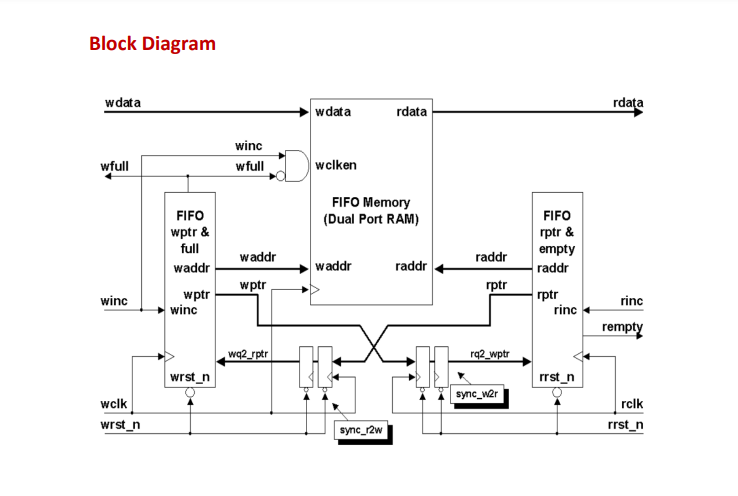 Block Diagram
wdata
wdata
rdata
rdata
winc
wfull
wfull
wclken
FIFO Memory
(Dual Port RAM)
FIFO
wptr &
full
FIFO
rptr &
empty
waddr
waddr
waddr
raddr
raddr
raddr
wptr
wptr
rptr
rptr
winc
winc
rinc
rinc
rempty
wq2_rptr
rq2_wptr
wrst_n
rrst_n
sync_w2r
wclk
rclk
wrst_n
sync_r2w
rrst_n